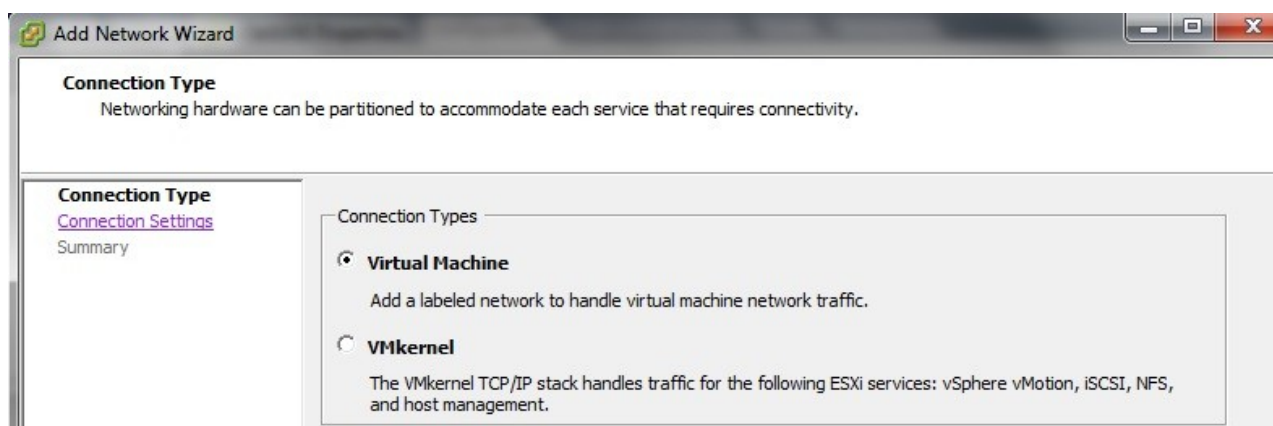 Add Network Wizard
Connection Type
Networking hardware can be partitioned to accommodate each service that requires connectivity.
Connection Type
Connection Settings
Summary
Connection Types
Virtual Machine
Add a labeled network to handle virtual machine network traffic.
VMkernel
The VMkernel TCP/IP stack handles traffic for the following ESXi services: vSphere vMotion, iSCSI, NFS,
and host management.